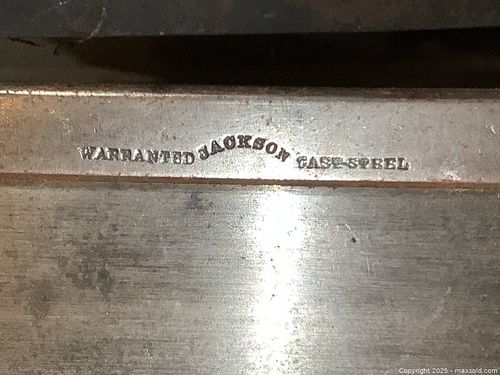 WARRANTED JACKSON CAST-STEEL
Copyright 2025 - maxsold.com